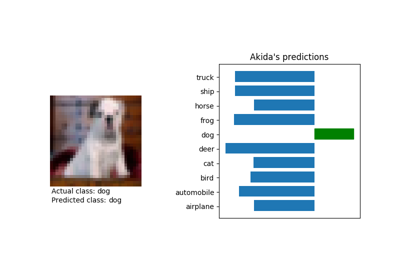 Akida's predictions
truck
ship
horse
frog
dog
deer
cat
bird
automobile
airplane
Actual class: dog
Predicted class: dog